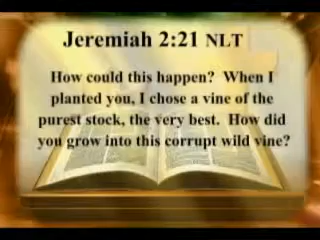 Jeremiah 2:21 NLT
How could this happen? When I
planted you, I chose a vine of the
purest stock, the very best. How did
you grow into this corrupt wild vine?